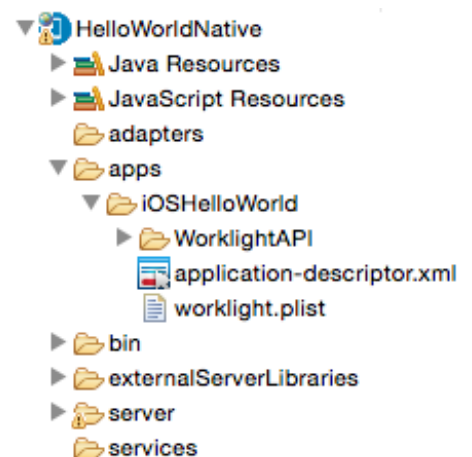 HelloWorldNative
Java Resources
JavaScript Resources
adapters
apps
iOSHelloWorld
WorklightAPI
application-descriptor.xml
worklight.plist
bin
externalServerLibraries
server
services